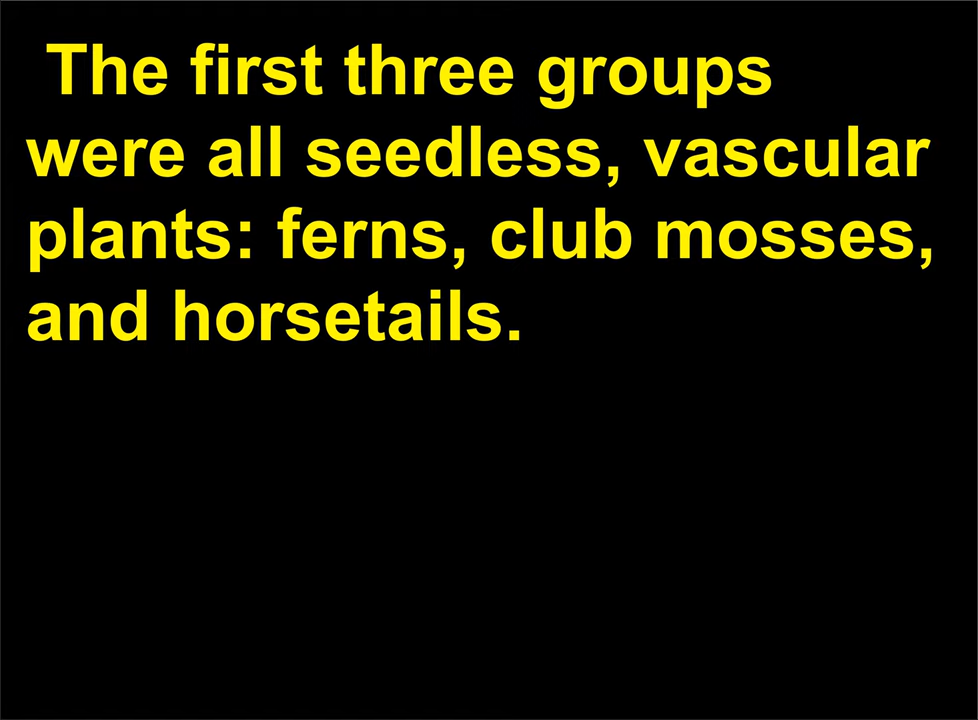 The first three groups
were all seedless, vascular
plants: ferns, club mosses,
and horsetails.